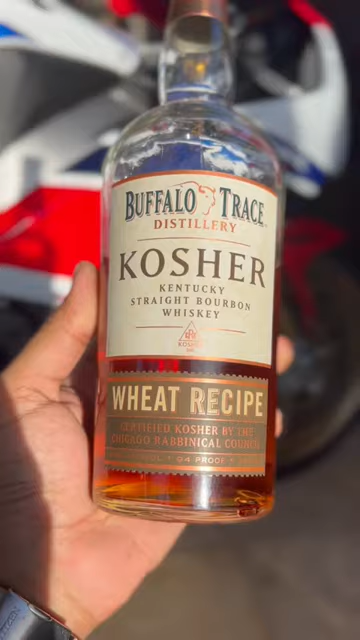 BUFFALO TRACE
DISTILLERY
KOSHER
KENTUCKY
STRAIGHT BOURBON
WHISKEY
KOSHER
WHEAT RECIPE
CERTIFIED KOSHER BY THE
CHICAGO RABBINICAL COUNCIL
94 PROOF